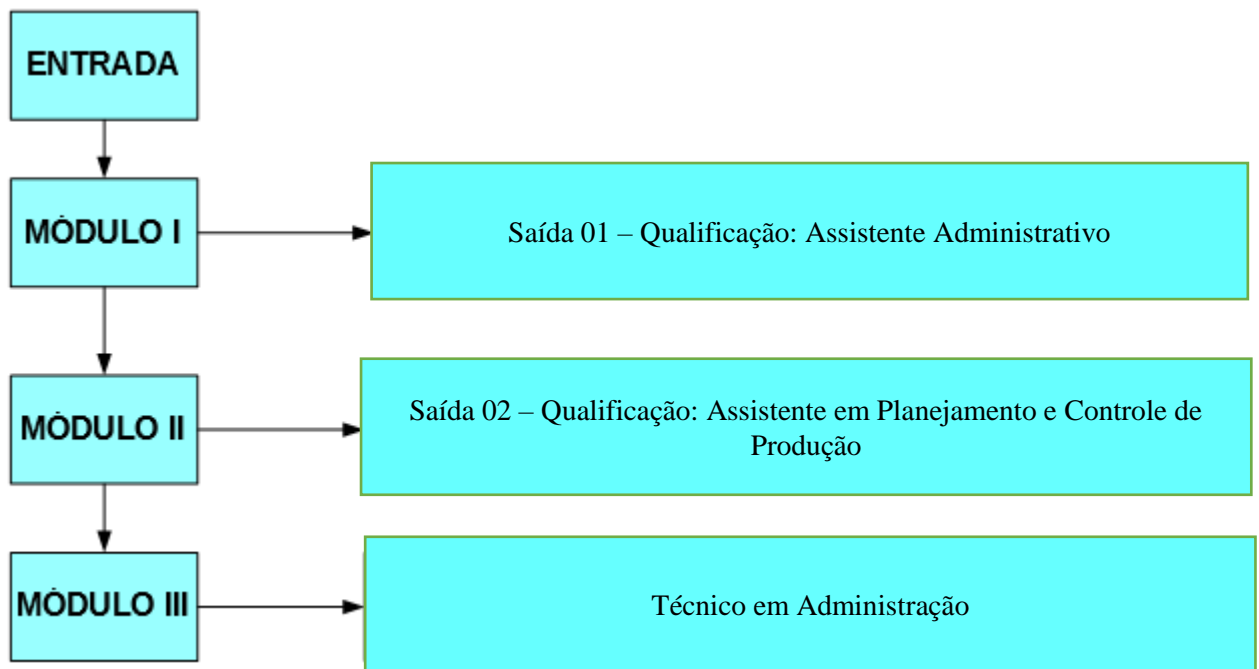 ENTRADA
MÓDULO I
Saída 01 – Qualificação: Assistente Administrativo
MÓDULO II
Saída 02 – Qualificação: Assistente em Planejamento e Controle de
Produção
MÓDULO III
Técnico em Administração